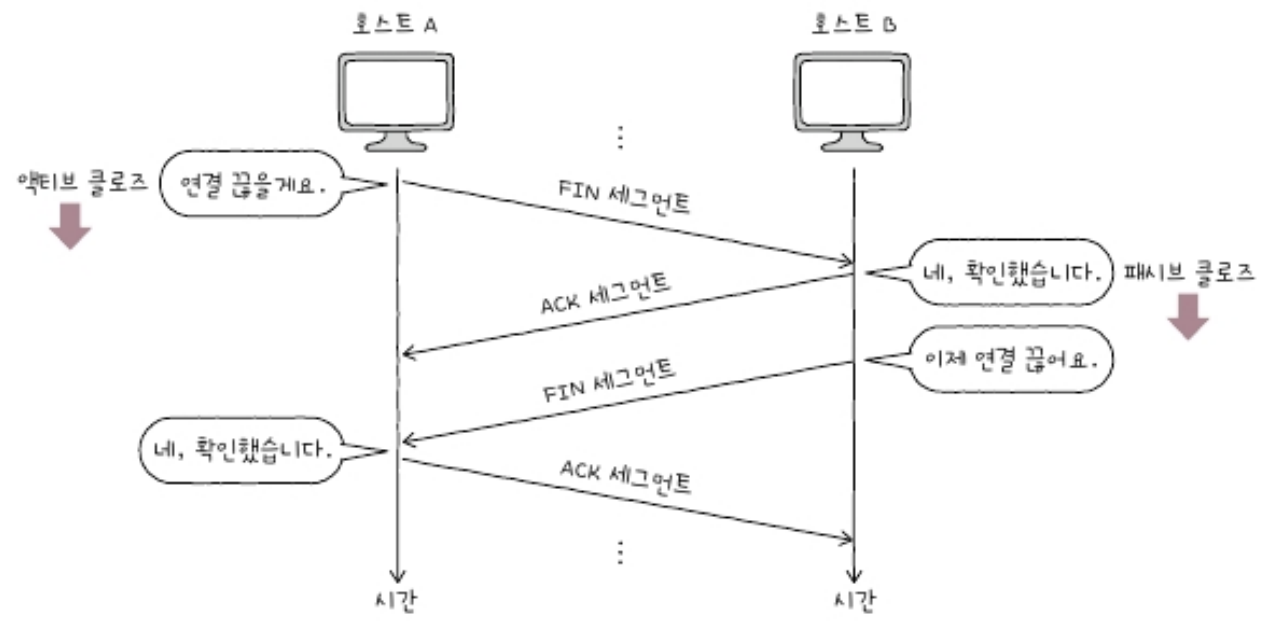 호스트 A
호스트 B
액티브 클로즈
연결 끊을게요.
FIN 세그먼트
네, 확인했습니다.
패시브 클로즈
ACK 세그먼트
이제 연결 끊어요.
FIN 세그먼트
네, 확인했습니다.
ACK 세그먼트
시간
시간